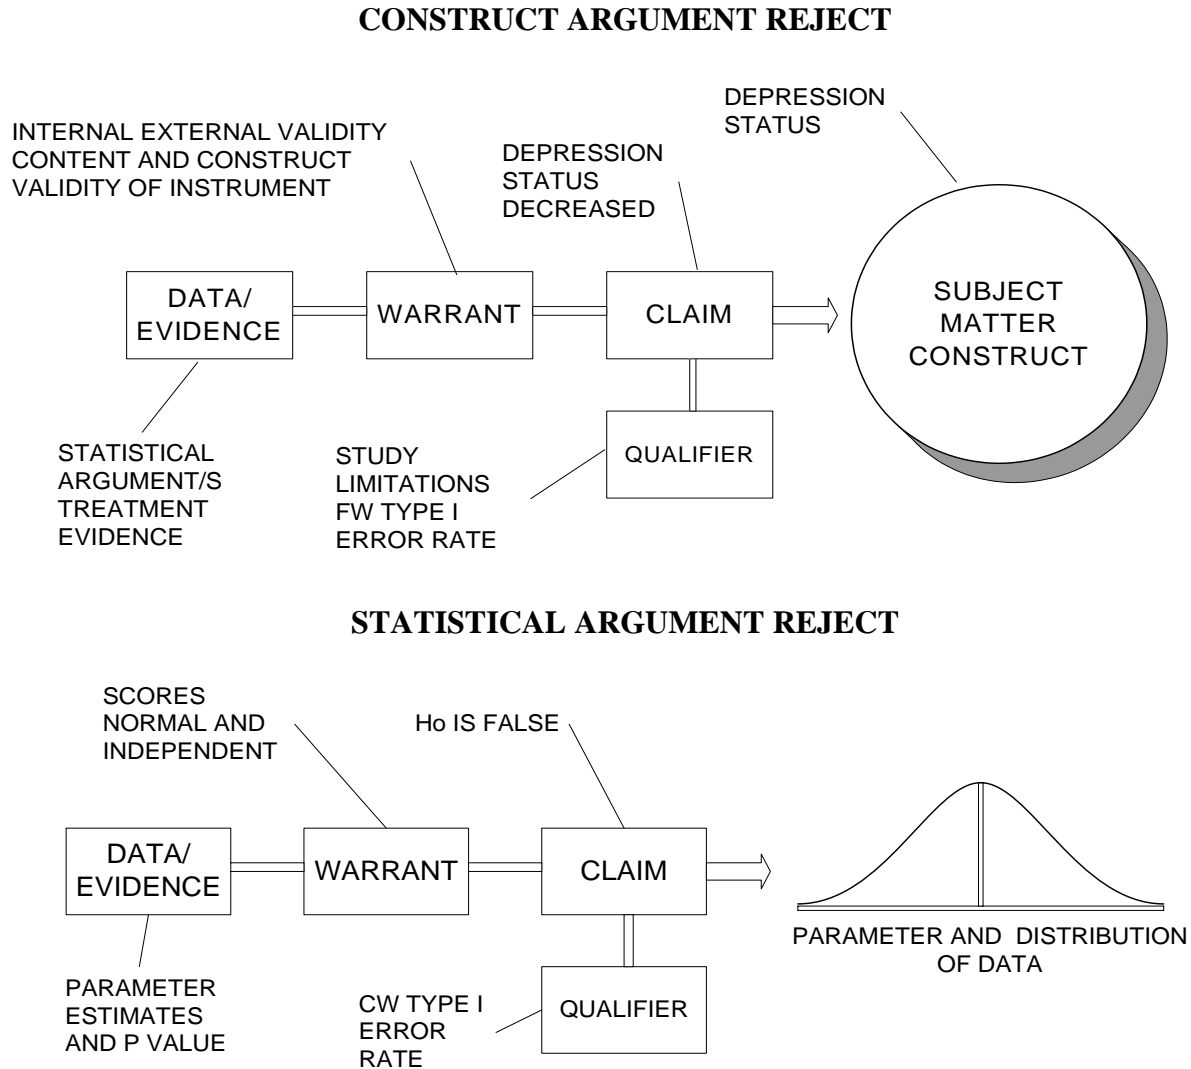 CONSTRUCT ARGUMENT REJECT
DEPRESSION
STATUS
INTERNAL EXTERNAL VALIDITY
CONTENT AND CONSTRUCT
VALIDITY OF INSTRUMENT
DEPRESSION
STATUS
DECREASED
DATA/
EVIDENCE
WARRANT
CLAIM
SUBJECT
MATTER
CONSTRUCT
STATISTICAL
ARGUMENT/S
TREATMENT
EVIDENCE
STUDY
LIMITATIONS
FW TYPE I
ERROR RATE
QUALIFIER
STATISTICAL ARGUMENT REJECT
SCORES
NORMAL AND
INDEPENDENT
Ho IS FALSE
DATA/
EVIDENCE
WARRANT
CLAIM
PARAMETER AND DISTRIBUTION
OF DATA
PARAMETER
ESTIMATES
AND P VALUE
CW TYPE I
ERROR
RATE
QUALIFIER